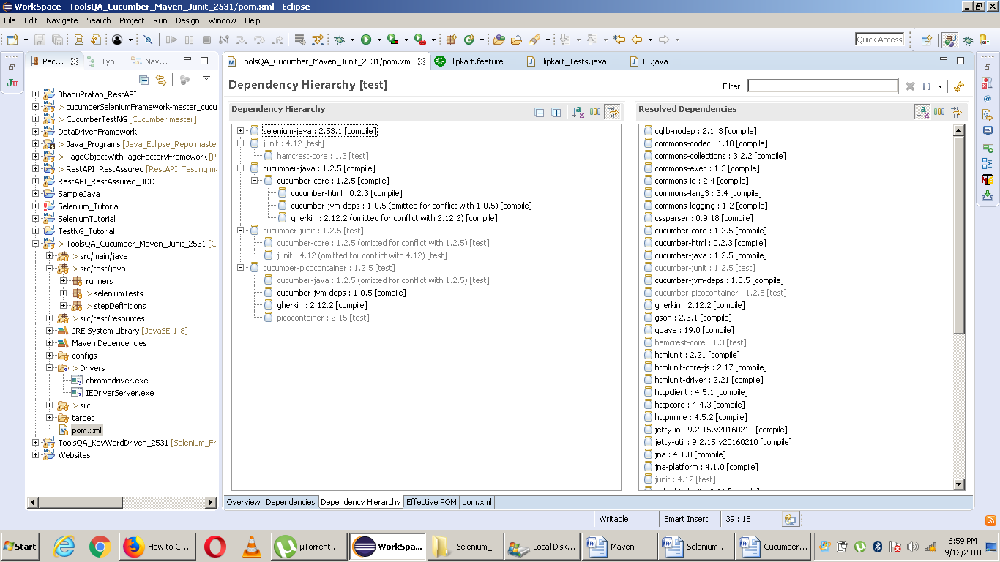 WorkSpace - ToolsQA_Cucumber_Maven_Junit_2531/pom.xml - Eclipse
File Edit Navigate Search Project Run Design Window Help
Quick Access
Pac... Typ... Nav...
BhanuPratap_RestAPI
> cucumberSeleniumFramework-master_cucu
> CucumberTestNG [Cucumber master]
DataDrivenFramework
> Java_Programs [Java_Eclipse_Repo maste
> PageObjectWithPageFactoryFramework [P
> RestAPI_RestAssured [RestAPI_Testing ma
RestAPI_RestAssured_BDD
SampleJava
Selenium_Tutorial
SeleniumTutorial
TestNG_Tutorial
> ToolsQA_Cucumber_Maven_Junit_2531 [C
> src/main/java
> src/test/java
runners
> seleniumTests
> stepDefinitions
> src/test/resources
JRE System Library [JavaSE-1.8]
Maven Dependencies
configs
> Drivers
chromedriver.exe
IEDriverServer.exe
> src
target
pom.xml
ToolsQA_KeyWordDriven_2531 [Selenium_Fr
Websites
ToolsQA_Cucumber_Maven_Junit_2531/pom.xml Flipkart.feature Flipkart_Tests.java IE.java
Dependency Hierarchy [test]
Filter:
Dependency Hierarchy
selenium-java : 2.53.1 [compile]
junit : 4.12 [test]
hamcrest-core : 1.3 [test]
cucumber-java : 1.2.5 [compile]
cucumber-core : 1.2.5 [compile]
cucumber-html : 0.2.3 [compile]
cucumber-jvm-deps : 1.0.5 (omitted for conflict with 1.0.5) [compile]
gherkin : 2.12.2 (omitted for conflict with 2.12.2) [compile]
cucumber-junit : 1.2.5 [test]
cucumber-core : 1.2.5 (omitted for conflict with 1.2.5) [test]
junit : 4.12 (omitted for conflict with 4.12) [test]
cucumber-picocontainer : 1.2.5 [test]
cucumber-java : 1.2.5 (omitted for conflict with 1.2.5) [test]
cucumber-jvm-deps : 1.0.5 [compile]
gherkin : 2.12.2 [compile]
picocontainer : 2.15 [test]
Resolved Dependencies
cglib-nodep : 2.1_3 [compile]
commons-codec : 1.10 [compile]
commons-collections : 3.2.2 [compile]
commons-exec : 1.3 [compile]
commons-io : 2.4 [compile]
commons-lang3 : 3.4 [compile]
commons-logging : 1.2 [compile]
cssparser : 0.9.18 [compile]
cucumber-core : 1.2.5 [compile]
cucumber-html : 0.2.3 [compile]
cucumber-java : 1.2.5 [compile]
cucumber-junit : 1.2.5 [test]
cucumber-jvm-deps : 1.0.5 [compile]
cucumber-picocontainer : 1.2.5 [test]
gherkin : 2.12.2 [compile]
gson : 2.3.1 [compile]
guava : 19.0 [compile]
hamcrest-core : 1.3 [test]
htmlunit : 2.21 [compile]
htmlunit-core-js : 2.17 [compile]
htmlunit-driver : 2.21 [compile]
httpclient : 4.5.1 [compile]
httpcore : 4.4.3 [compile]
httpmime : 4.5.2 [compile]
jetty-io : 9.2.15.v20160210 [compile]
jetty-util : 9.2.15.v20160210 [compile]
jna : 4.1.0 [compile]
jna-platform : 4.1.0 [compile]
junit : 4.12 [test]
Overview Dependencies Dependency Hierarchy Effective POM pom.xml
Writable Smart Insert 39 : 18
Start How to C... µTorrent ... WorkSpa... Selenium_... Local Disk... Maven - ... Selenium-... Cucumber...
6:59 PM
9/12/2018